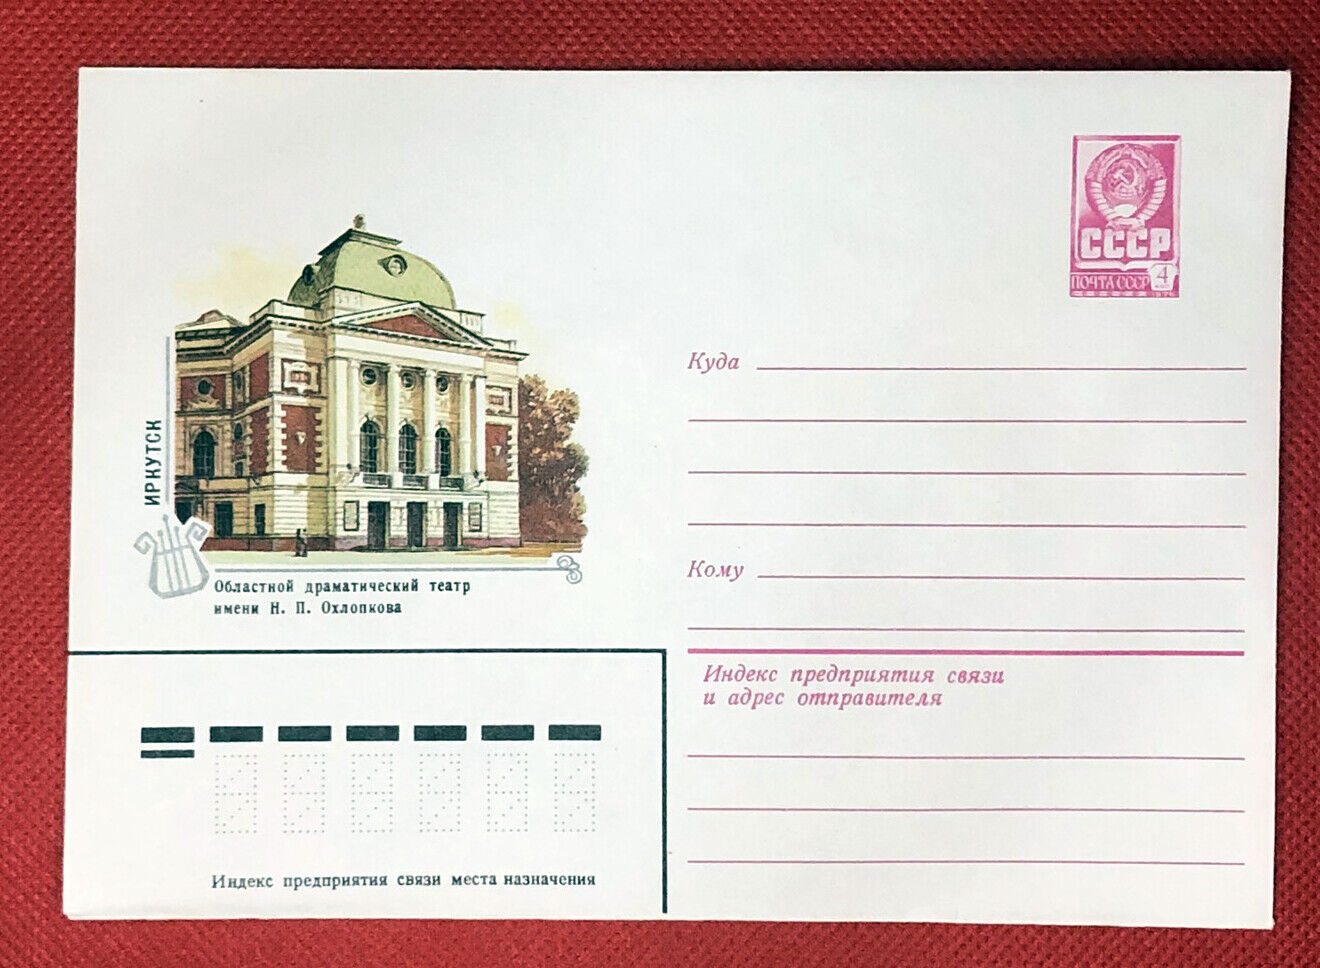 СССР
ПОЧТА СССР
4
Куда
ИРКУТСК
Кому
Областной драматический театр
имени Н. П. Охлопкова
Индекс предприятия связи
и адрес отправителя
Индекс предприятия связи места назначения